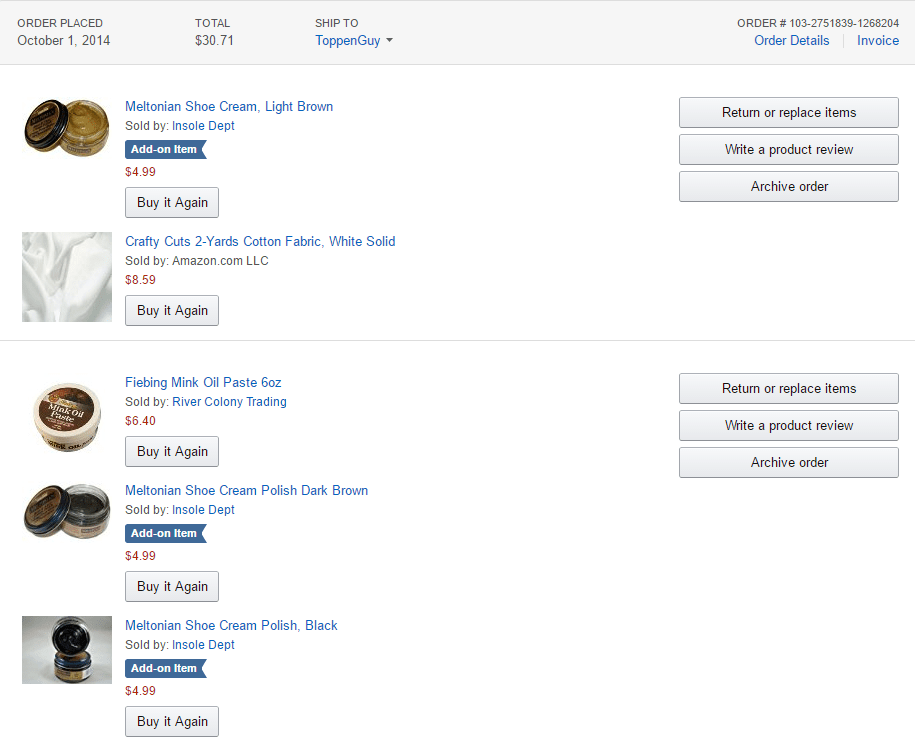 ORDER PLACED
October 1, 2014
TOTAL
$30.71
SHIP TO
ToppenGuy
ORDER # 103-2751839-1268204
Order Details
Invoice
Meltonian Shoe Cream, Light Brown
Sold by: Insole Dept
Add-on Item
$4.99
Buy it Again
Return or replace items
Write a product review
Archive order
Crafty Cuts 2-Yards Cotton Fabric, White Solid
Sold by: Amazon.com LLC
$8.59
Buy it Again
Fiebing Mink Oil Paste 6oz
Sold by: River Colony Trading
$6.40
Buy it Again
Mink Oil
Paste
Return or replace items
Write a product review
Archive order
Meltonian Shoe Cream Polish Dark Brown
Sold by: Insole Dept
Add-on Item
$4.99
Buy it Again
Meltonian Shoe Cream Polish, Black
Sold by: Insole Dept
Add-on Item
$4.99
Buy it Again